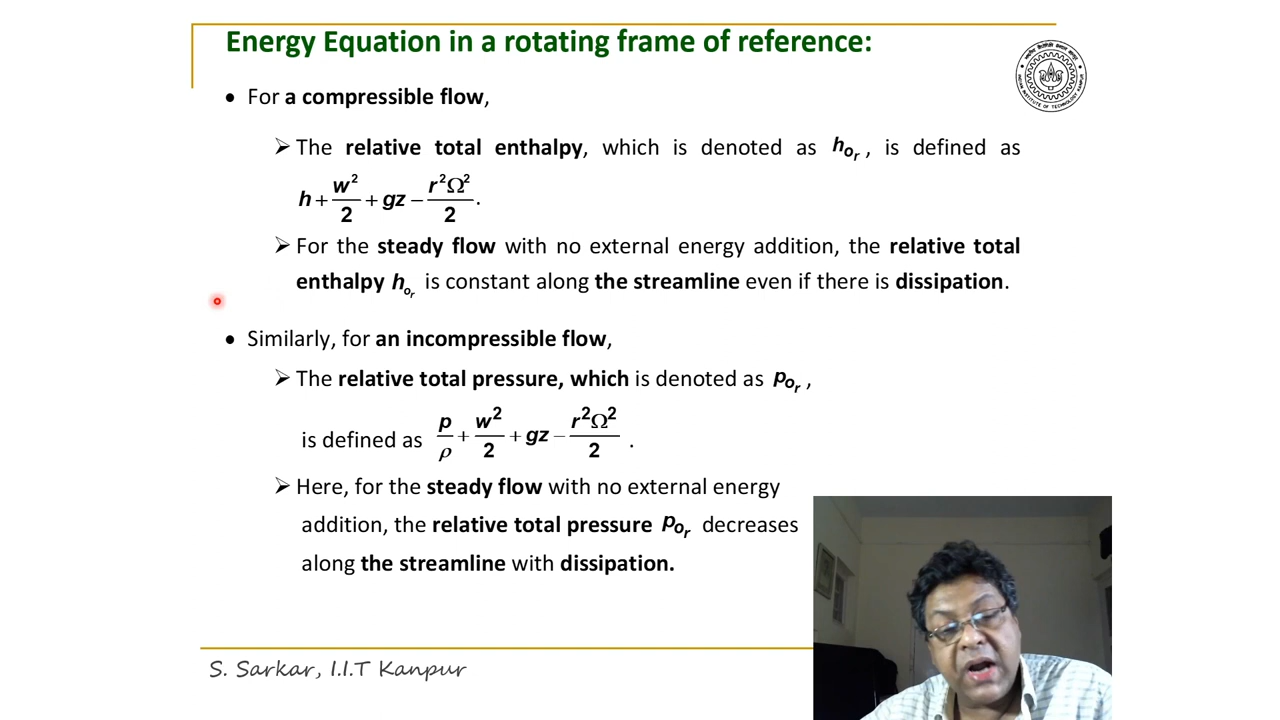 Energy Equation in a rotating frame of reference:
• For a compressible flow,
➢ The relative total enthalpy, which is denoted as h_{o_r}, is defined as
h + w²/2 + gz − r²Ω²/2.
➢ For the steady flow with no external energy addition, the relative total
enthalpy h_{o_r} is constant along the streamline even if there is dissipation.
• Similarly, for an incompressible flow,
➢ The relative total pressure, which is denoted as p_{o_r},
is defined as p/ρ + w²/2 + gz − r²Ω²/2 .
➢ Here, for the steady flow with no external energy
addition, the relative total pressure p_{o_r} decreases
along the streamline with dissipation.
S. Sarkar, I.I.T Kanpur